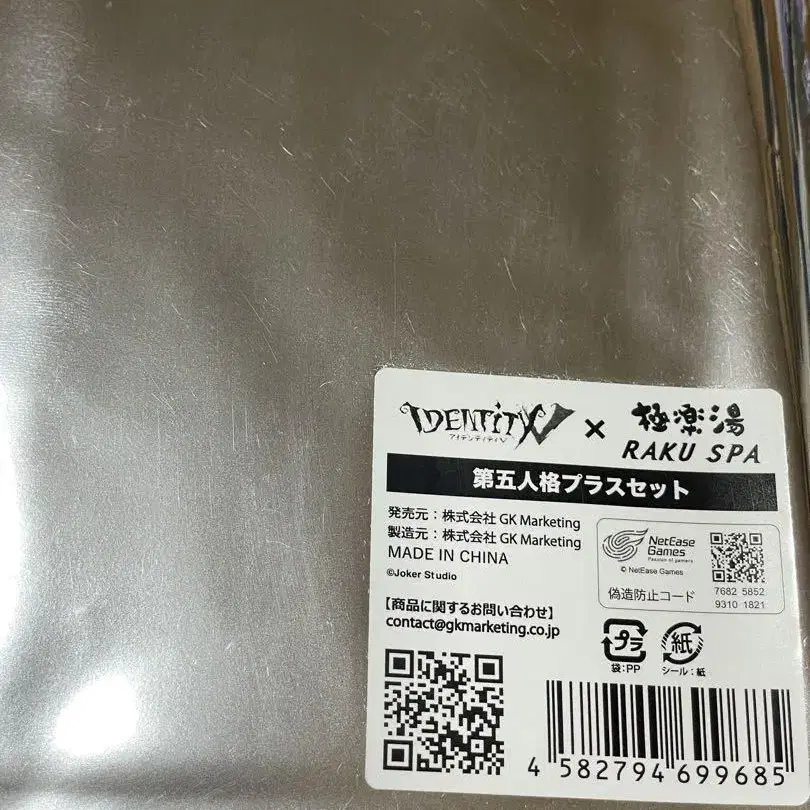 IDENTITY V
アイデンティティV
×
極楽湯
RAKU SPA
第五人格プラスセット
発売元：株式会社 GK Marketing
製造元：株式会社 GK Marketing
MADE IN CHINA
©Joker Studio
NetEase Games
Passion of gamers
© NetEase Games
偽造防止コード
7682 5852
9310 1821
【商品に関するお問い合わせ】
contact@gkmarketing.co.jp
プラ
袋：PP
紙
シール：紙
4 582794 699685